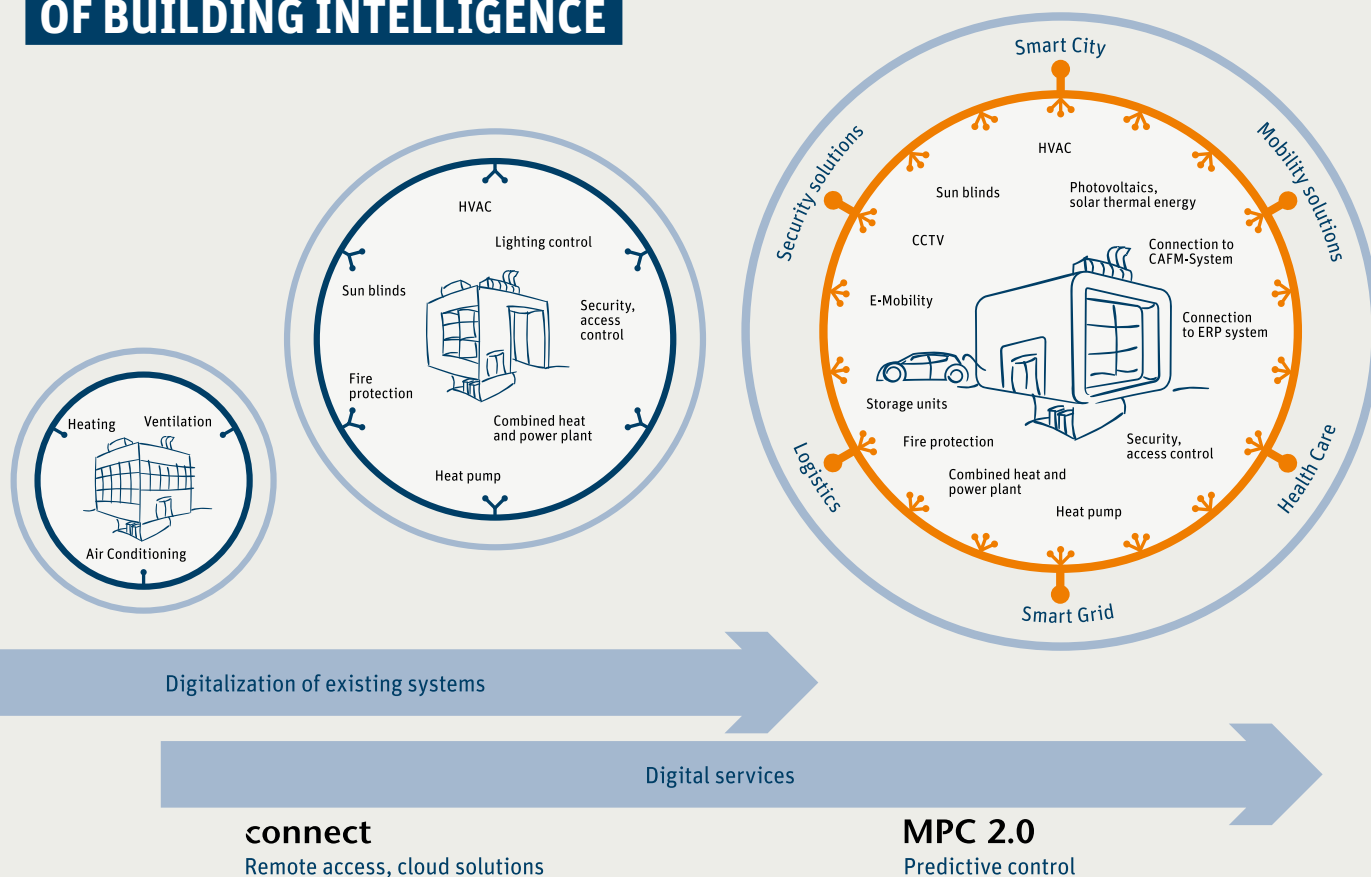 OF BUILDING INTELLIGENCE
Heating
Ventilation
Air Conditioning
HVAC
Lighting control
Sun blinds
Security,
access
control
Fire
protection
Combined heat
and power plant
Heat pump
Smart City
Security solutions
Mobility solutions
HVAC
Sun blinds
Photovoltaics,
solar thermal energy
CCTV
Connection to
CAFM-System
E-Mobility
Connection
to ERP system
Storage units
Fire protection
Security,
access control
Combined heat and
power plant
Heat pump
Logistics
Health Care
Smart Grid
Digitalization of existing systems
Digital services
connect
Remote access, cloud solutions
MPC 2.0
Predictive control